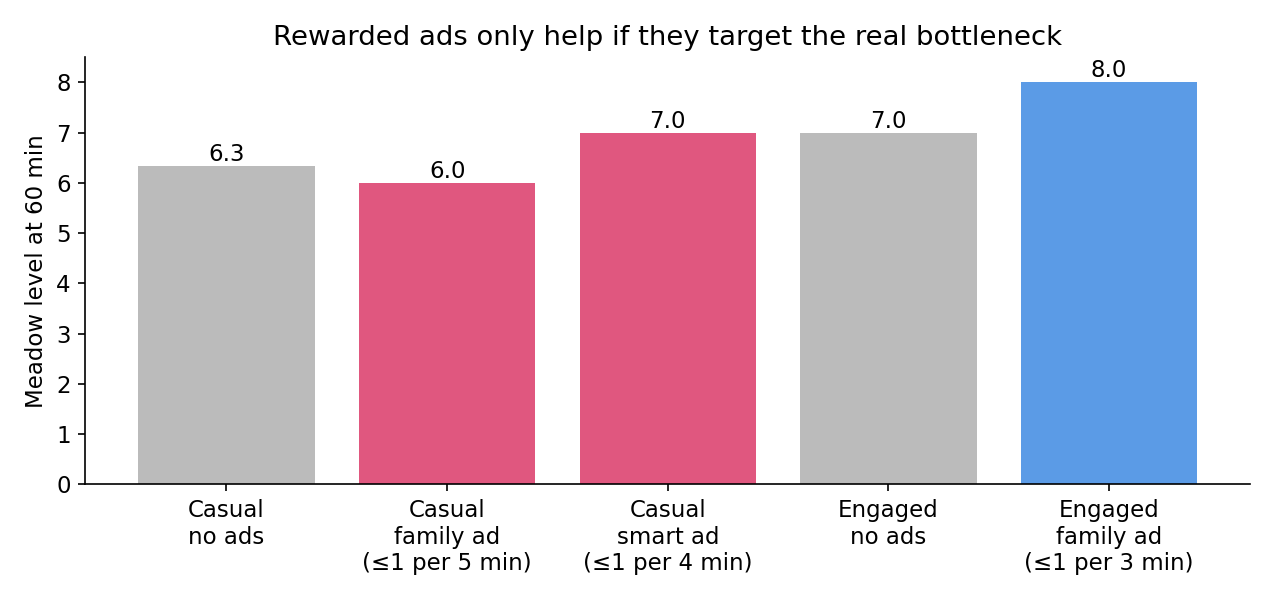 Rewarded ads only help if they target the real bottleneck
Meadow level at 60 min
8
7
6
5
4
3
2
1
0
6.3
6.0
7.0
7.0
8.0
Casual
no ads
Casual
family ad
(≤1 per 5 min)
Casual
smart ad
(≤1 per 4 min)
Engaged
no ads
Engaged
family ad
(≤1 per 3 min)